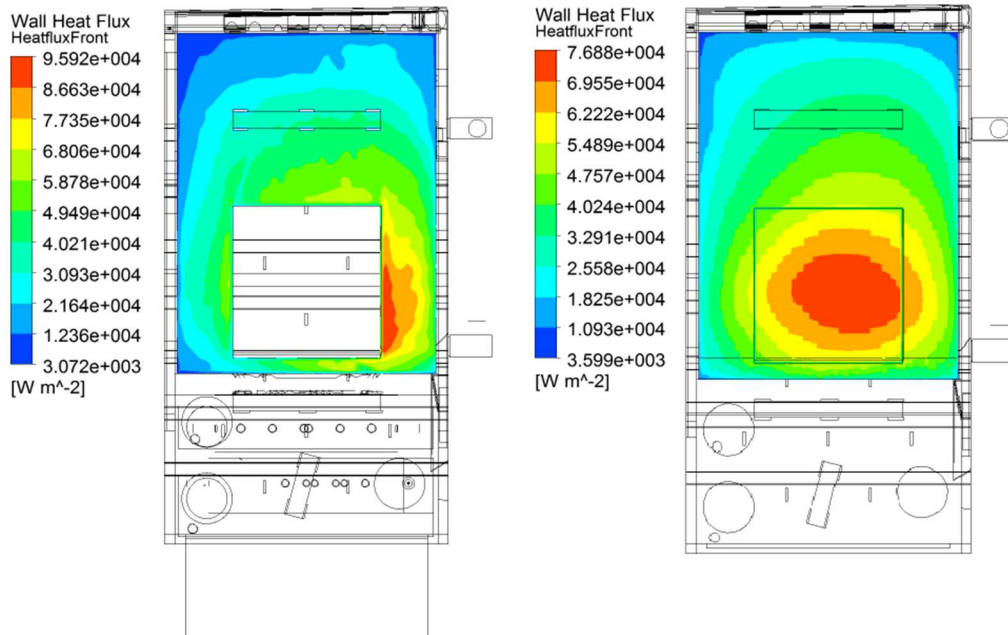 Wall Heat Flux
HeatfluxFront
9.592e+004
8.663e+004
7.735e+004
6.806e+004
5.878e+004
4.949e+004
4.021e+004
3.093e+004
2.164e+004
1.236e+004
3.072e+003
[W m^-2]
Wall Heat Flux
HeatfluxFront
7.688e+004
6.955e+004
6.222e+004
5.489e+004
4.757e+004
4.024e+004
3.291e+004
2.558e+004
1.825e+004
1.093e+004
3.599e+003
[W m^-2]